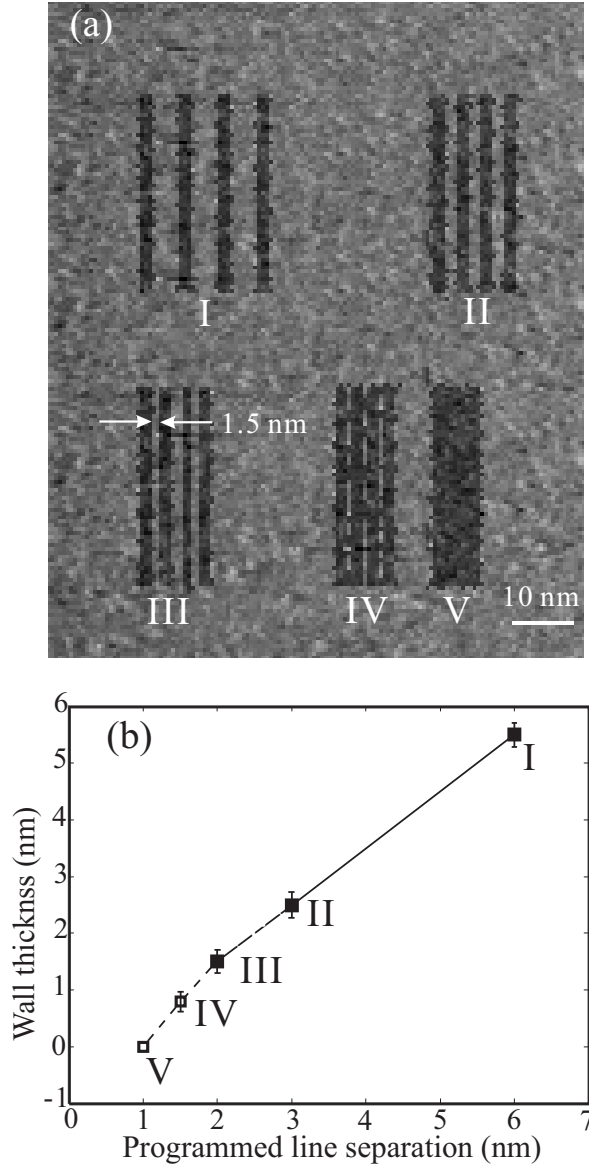 (a)
I
II
1.5 nm
III
IV
V
10 nm
(b)
6
5
4
3
2
1
0
-1
Wall thicknss (nm)
I
II
III
IV
V
0 1 2 3 4 5 6 7
Programmed line separation (nm)